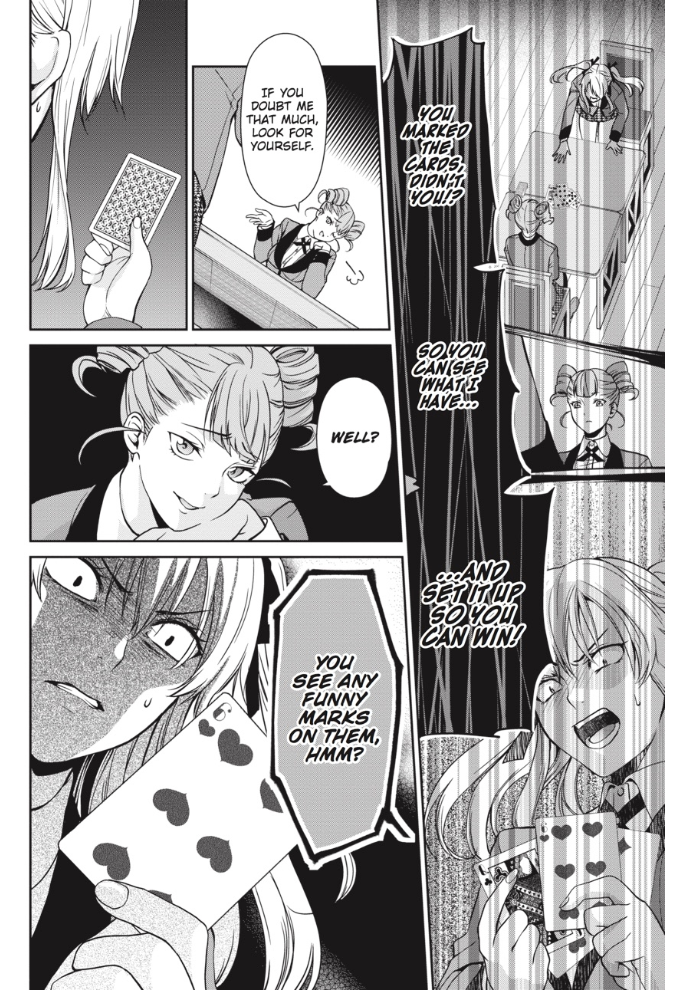 YOU
MARKED
THE
CARDS,
DIDN'T
YOU!?
SO YOU
CAN SEE
WHAT I
HAVE...
...AND
SET IT UP
SO YOU
CAN WIN!
IF YOU
DOUBT ME
THAT MUCH,
LOOK FOR
YOURSELF.
WELL?
YOU
SEE ANY
FUNNY
MARKS
ON THEM,
HMM?